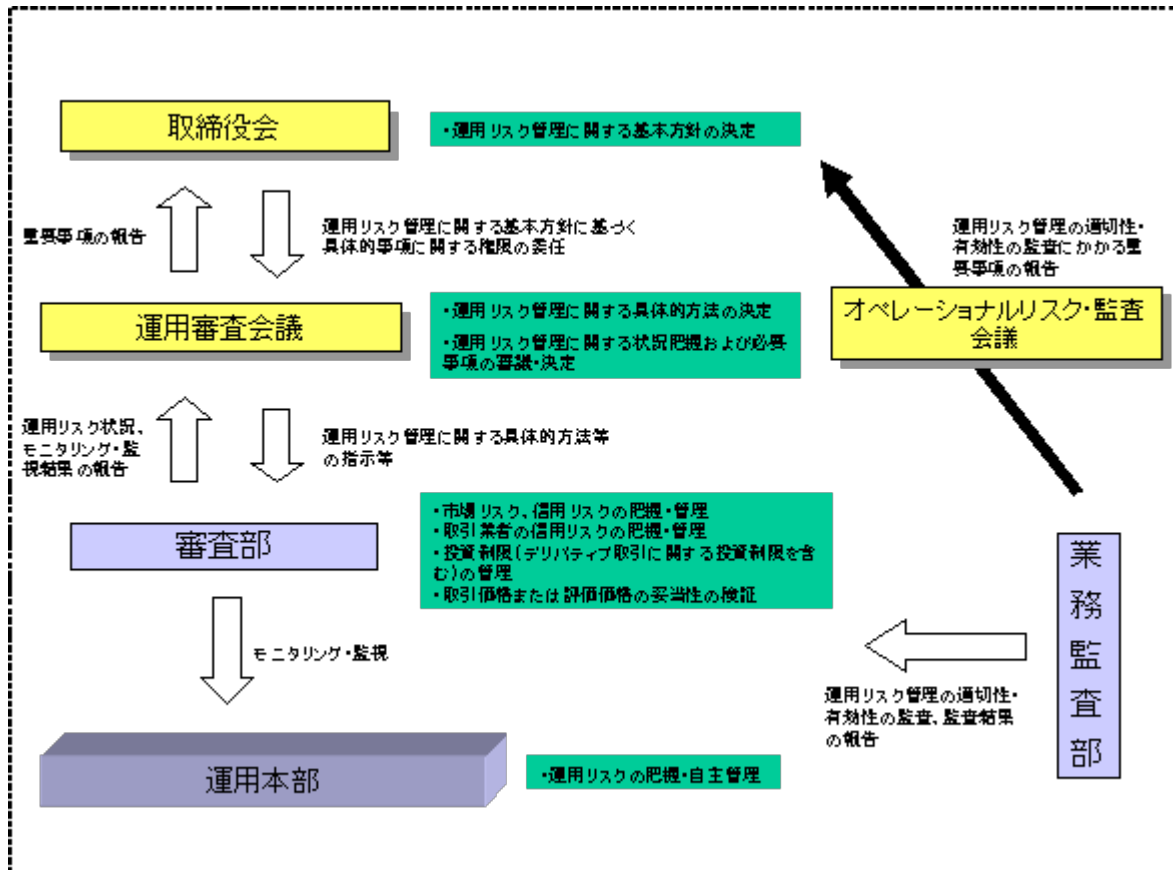 取締役会
・運用リスク管理に関する基本方針の決定
重要事項の報告
運用リスク管理に関する基本方針に基づく
具体的事項に関する権限の委任
運用リスク管理の適切性・
有効性の監査にかかる重
要事項の報告
運用審査会議
・運用リスク管理に関する具体的方法の決定
・運用リスク管理に関する状況把握および必要
事項の審議・決定
オペレーショナルリスク・監査
会議
運用リスク状況、
モニタリング・監
視結果の報告
運用リスク管理に関する具体的方法等
の指示等
審査部
・市場リスク、信用リスクの把握・管理
・取引業者の信用リスクの把握・管理
・投資制限（デリバティブ取引に関する投資制限を含
む）の管理
・取引価格または評価価格の妥当性の検証
業務監査部
モニタリング・監視
運用リスク管理の適切性・
有効性の監査、監査結果
の報告
運用本部
・運用リスクの把握・自主管理